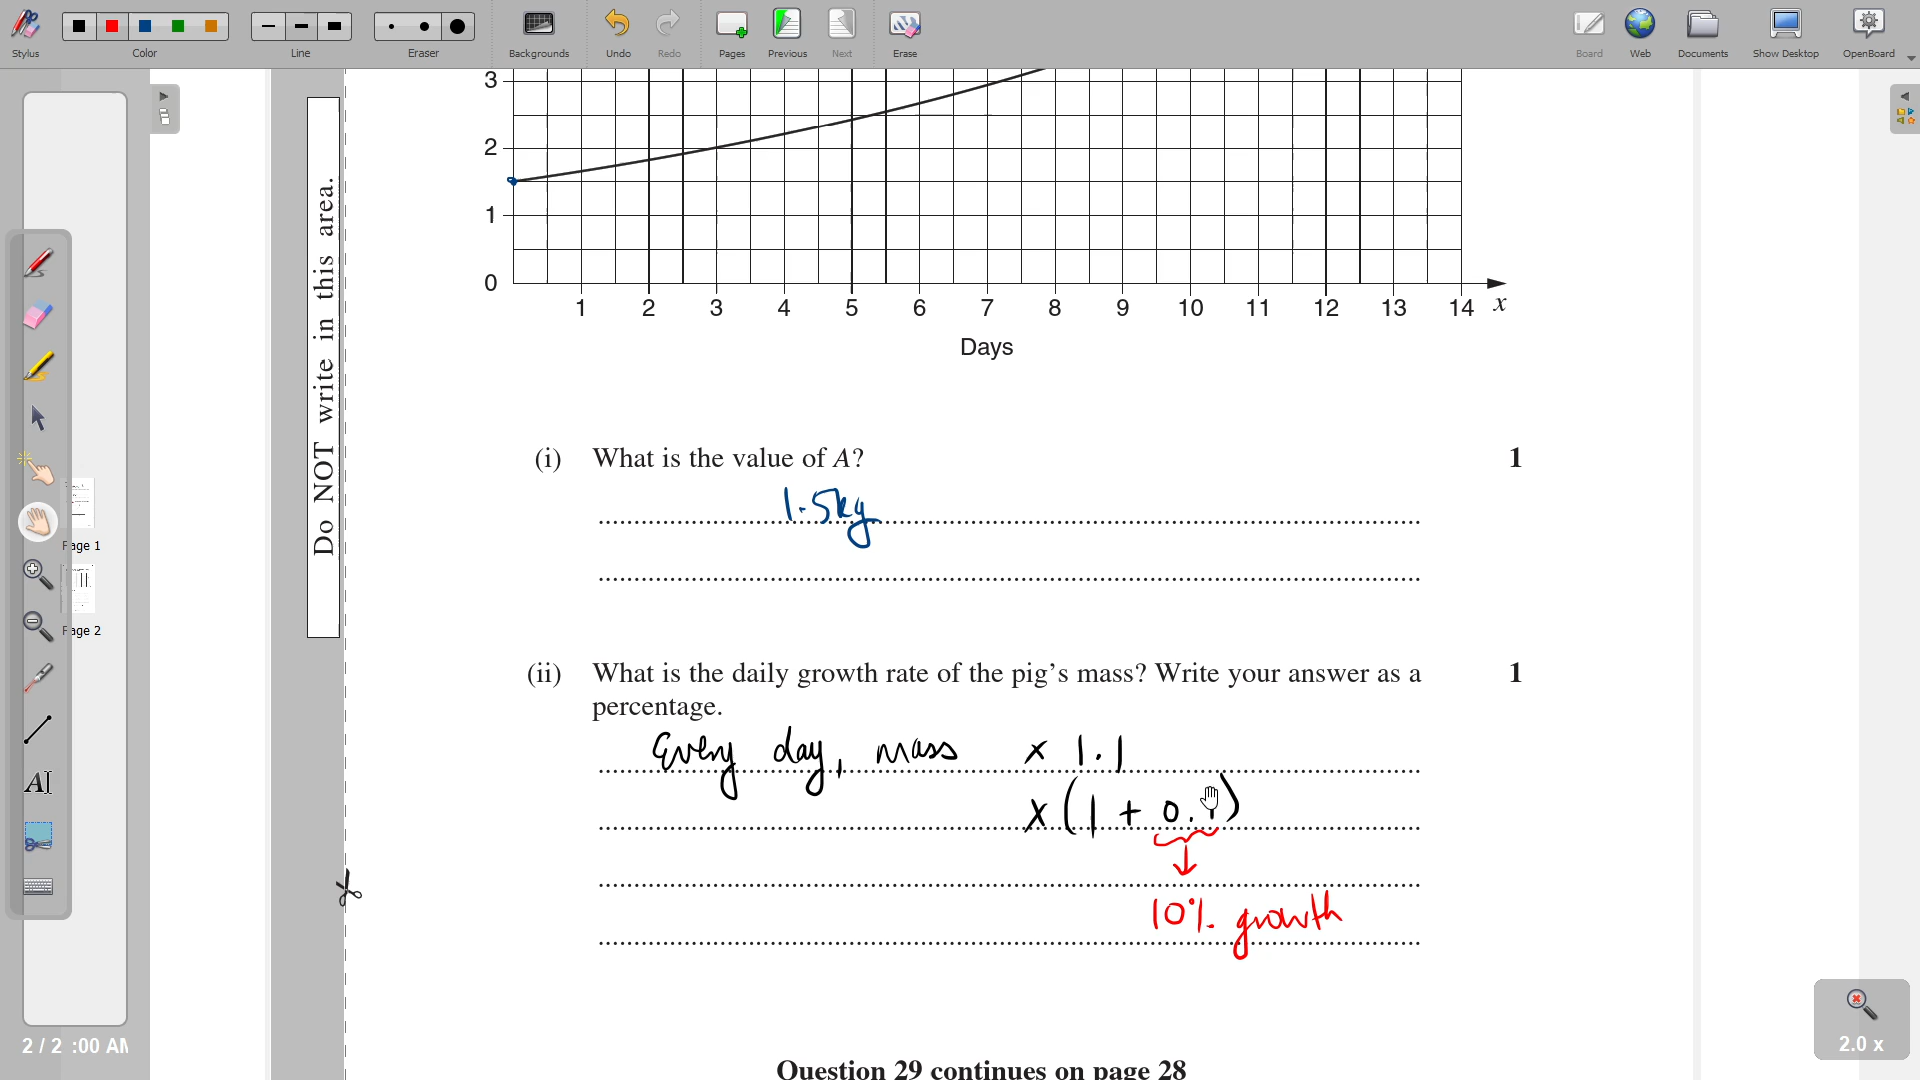 Stylus
Color
Line
Eraser
Backgrounds
Undo
Redo
Pages
Previous
Next
Erase
Board
Web
Documents
Show Desktop
OpenBoard
3
2
1
0
1 2 3 4 5 6 7 8 9 10 11 12 13 14 x
Days
Do NOT write in this area.
(i) What is the value of A? 1
1.5kg
(ii) What is the daily growth rate of the pig’s mass? Write your answer as a 1
percentage.
Every day, mass × 1.1
×(1 + 0.1)
10% growth
Question 29 continues on page 28
Page 1
Page 2
2 / 2 :00 AM
2.0 x